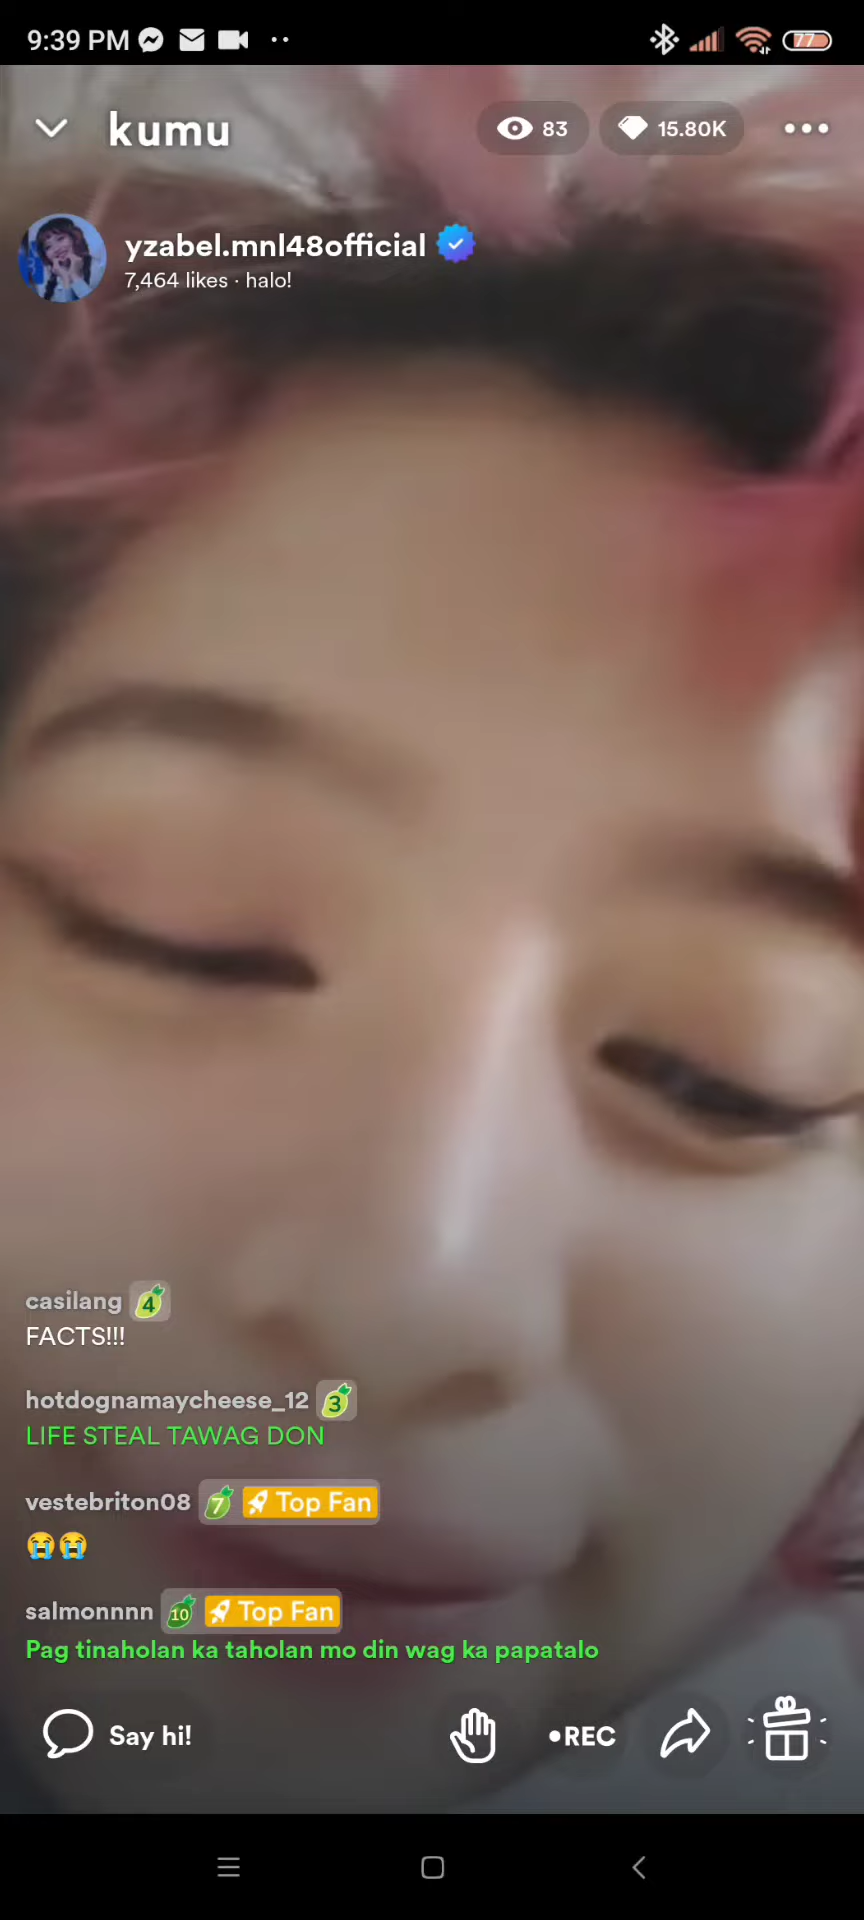 9:39 PM
77
kumu
83
15.80K
yzabel.mnl48official
7,464 likes · halo!
casilang 4
FACTS!!!
hotdognamaycheese_12 3
LIFE STEAL TAWAG DON
vestebriton08 7 Top Fan
😭😭
salmonnnn 10 Top Fan
Pag tinaholan ka taholan mo din wag ka papatalo
Say hi!
•REC